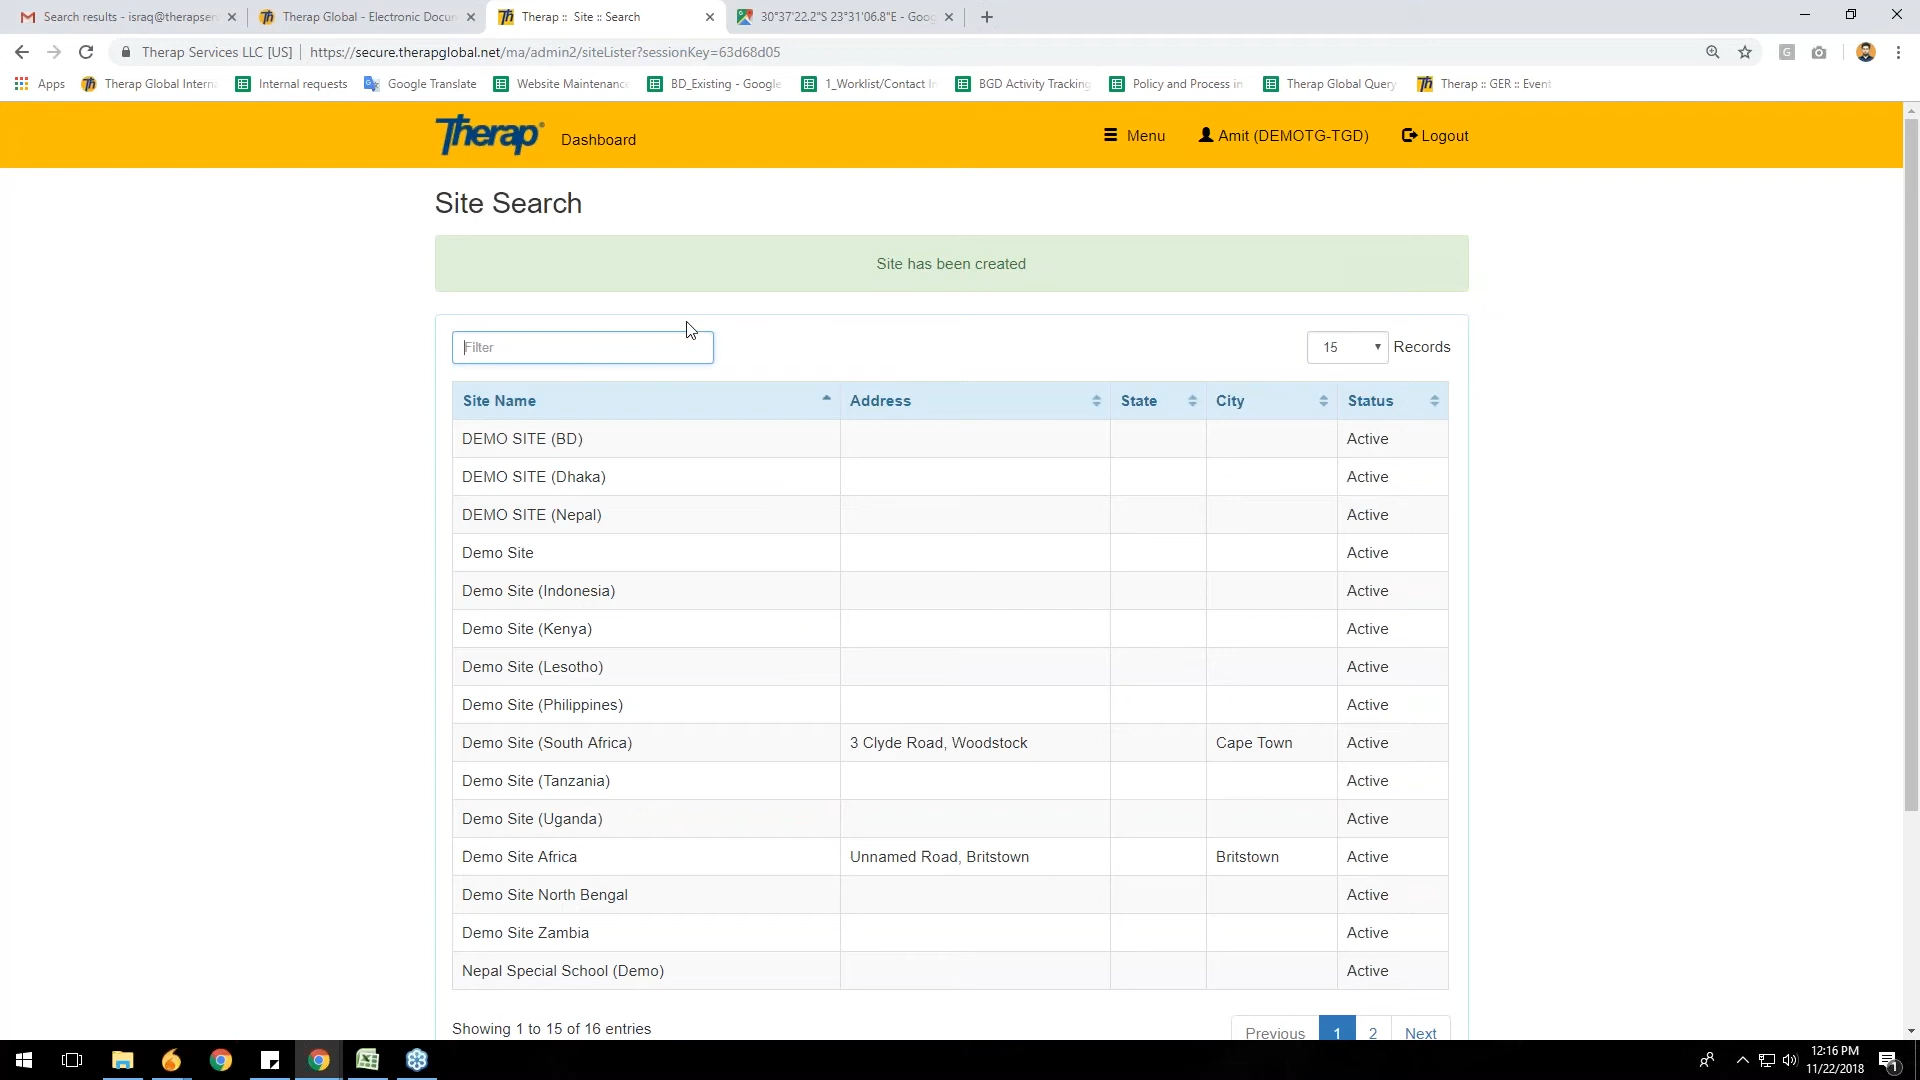 Search results - israq@therapser
Therap Global - Electronic Docun
Therap :: Site :: Search
30°37'22.2"S 23°31'06.8"E - Goo
Therap Services LLC [US]
https://secure.therapglobal.net/ma/admin2/siteLister?sessionKey=63d68d05
Apps
Therap Global Intern
Internal requests
Google Translate
Website Maintenance
BD_Existing - Google
1_Worklist/Contact In
BGD Activity Tracking
Policy and Process in
Therap Global Query
Therap :: GER :: Event
Therap
Dashboard
Menu
Amit (DEMOTG-TGD)
Logout
Site Search
Site has been created
Filter
15
Records
Site Name Address State City Status
DEMO SITE (BD) Active
DEMO SITE (Dhaka) Active
DEMO SITE (Nepal) Active
Demo Site Active
Demo Site (Indonesia) Active
Demo Site (Kenya) Active
Demo Site (Lesotho) Active
Demo Site (Philippines) Active
Demo Site (South Africa) 3 Clyde Road, Woodstock Cape Town Active
Demo Site (Tanzania) Active
Demo Site (Uganda) Active
Demo Site Africa Unnamed Road, Britstown Britstown Active
Demo Site North Bengal Active
Demo Site Zambia Active
Nepal Special School (Demo) Active
Showing 1 to 15 of 16 entries
Previous 1 2 Next
12:16 PM
11/22/2018
1